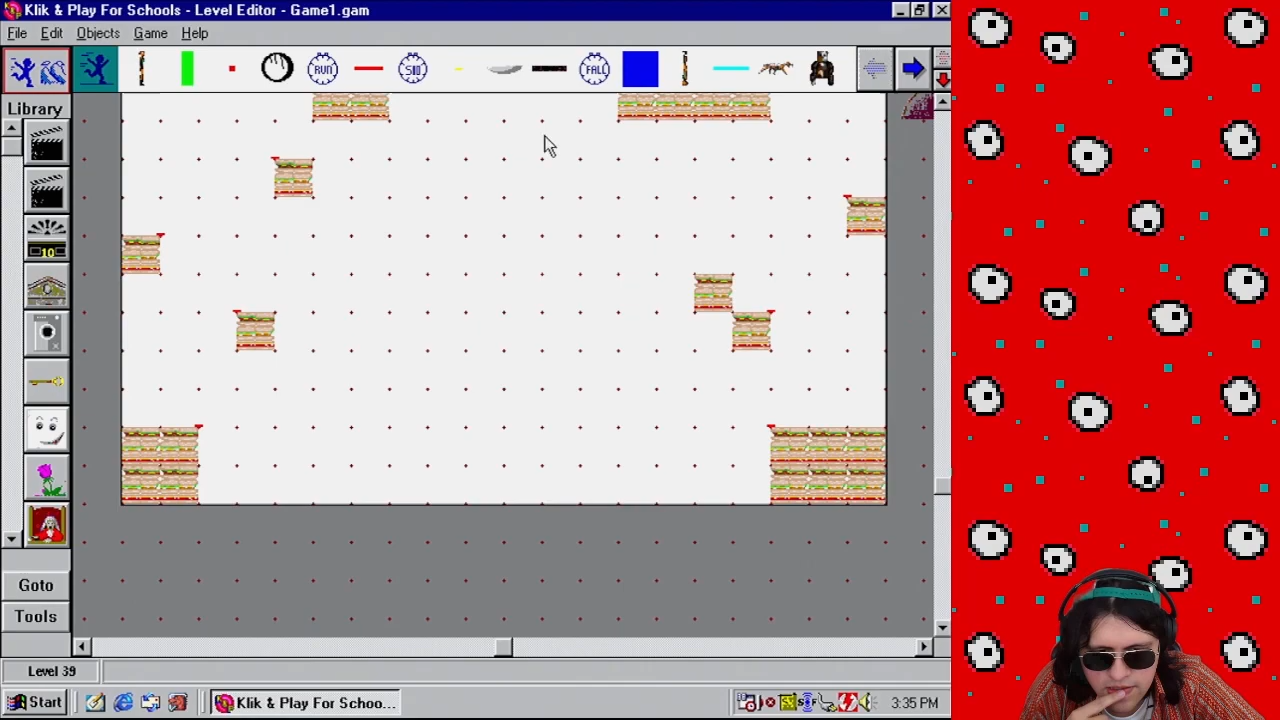 Klik & Play For Schools - Level Editor - Game1.gam
File Edit Objects Game Help
RUN
FALL
Library
10
Goto
Tools
Level 39
Start
Klik & Play For Schoo...
3:35 PM